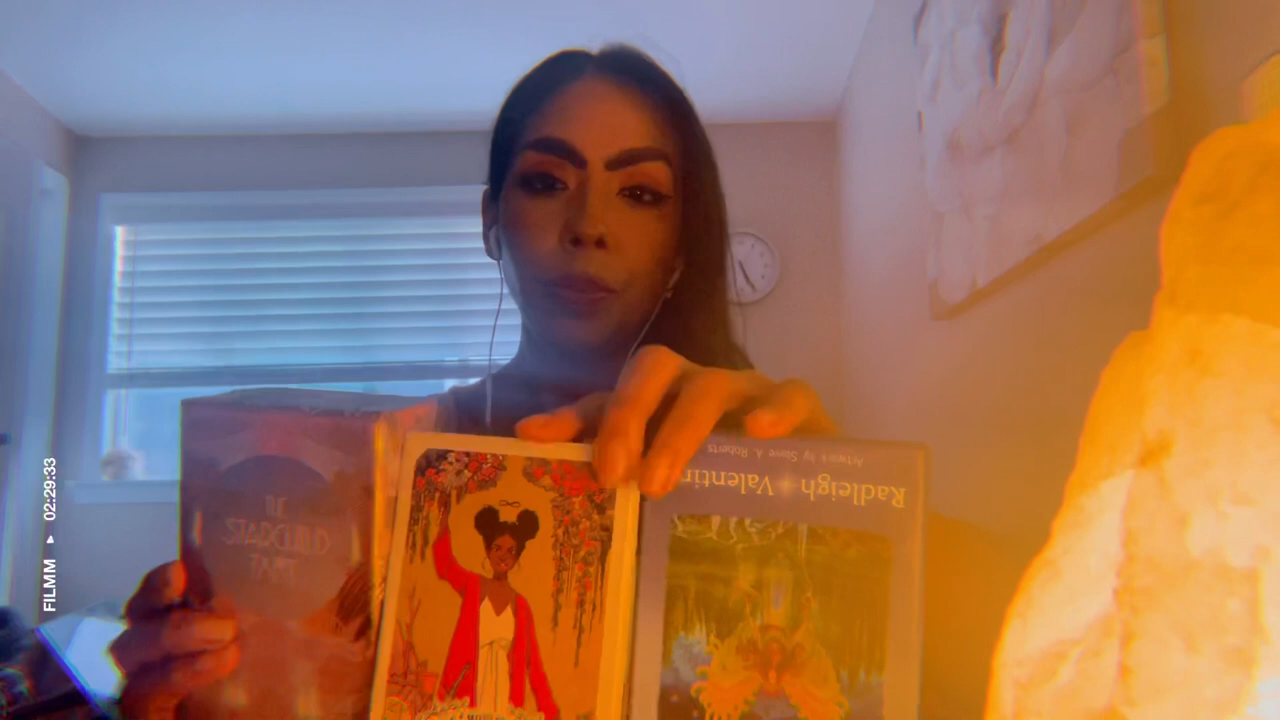 FILMM ▶ 02:29:33
THE
STARCHILD
TAROT
Artwork by Steve A. Roberts
Radleigh Valentine